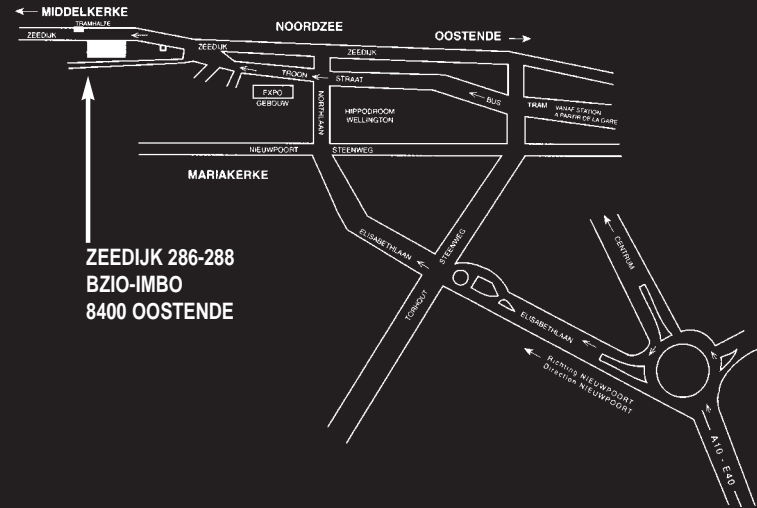 MIDDELKERKE
TRAMHALTE
ZEEDIJK
NOORDZEE
OOSTENDE
ZEEDIJK
ZEEDIJK
TROON STRAAT
EXPO
GEBOUW
NORTHLAAN
HIPPODROOM
WELLINGTON
BUS
TRAM
VANAF STATION
A PARTIR DE LA GARE
NIEUWPOORT STEENWEG
MARIAKERKE
ZEEDIJK 286-288
BZIO-IMBO
8400 OOSTENDE
ELISABETHLAAN
TORHOUT STEENWEG
CENTRUM
ELISABETHLAAN
Richting NIEUWPOORT
Direction NIEUWPOORT
A10 - E40